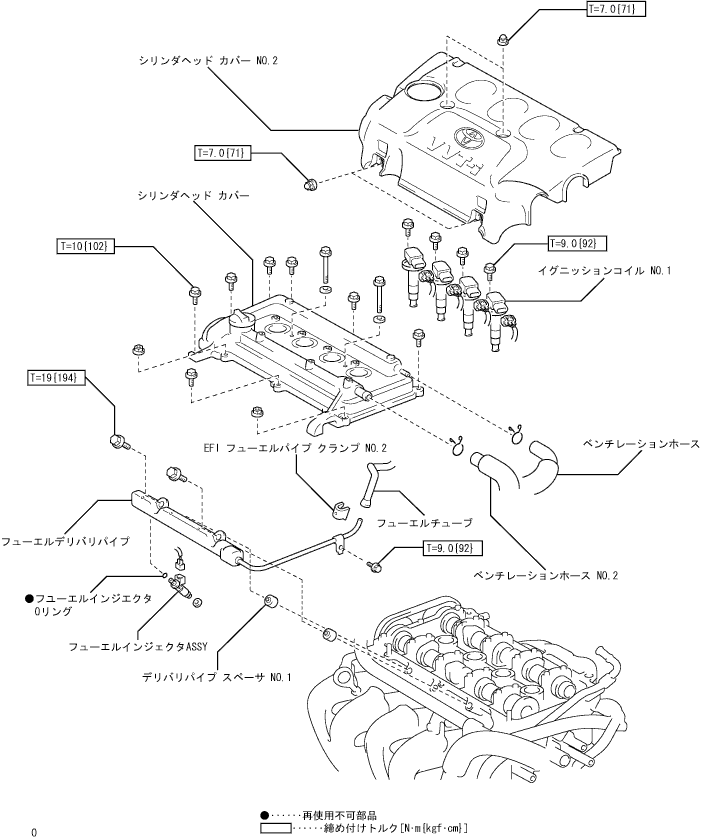 T=7.0{71}
シリンダヘッド カバー NO.2
VVT-i
T=7.0{71}
シリンダヘッド カバー
T=10{102}
T=9.0{92}
イグニッションコイル NO.1
T=19{194}
EFI フューエルパイプ クランプ NO.2
ベンチレーションホース
フューエルチューブ
フューエルデリバリパイプ
T=9.0{92}
ベンチレーションホース NO.2
●フューエルインジェクタ
Oリング
フューエルインジェクタASSY
デリバリパイプ スペーサ NO.1
●‥‥‥再使用不可部品
‥‥‥締め付けトルク[N·m{kgf·cm}]
0